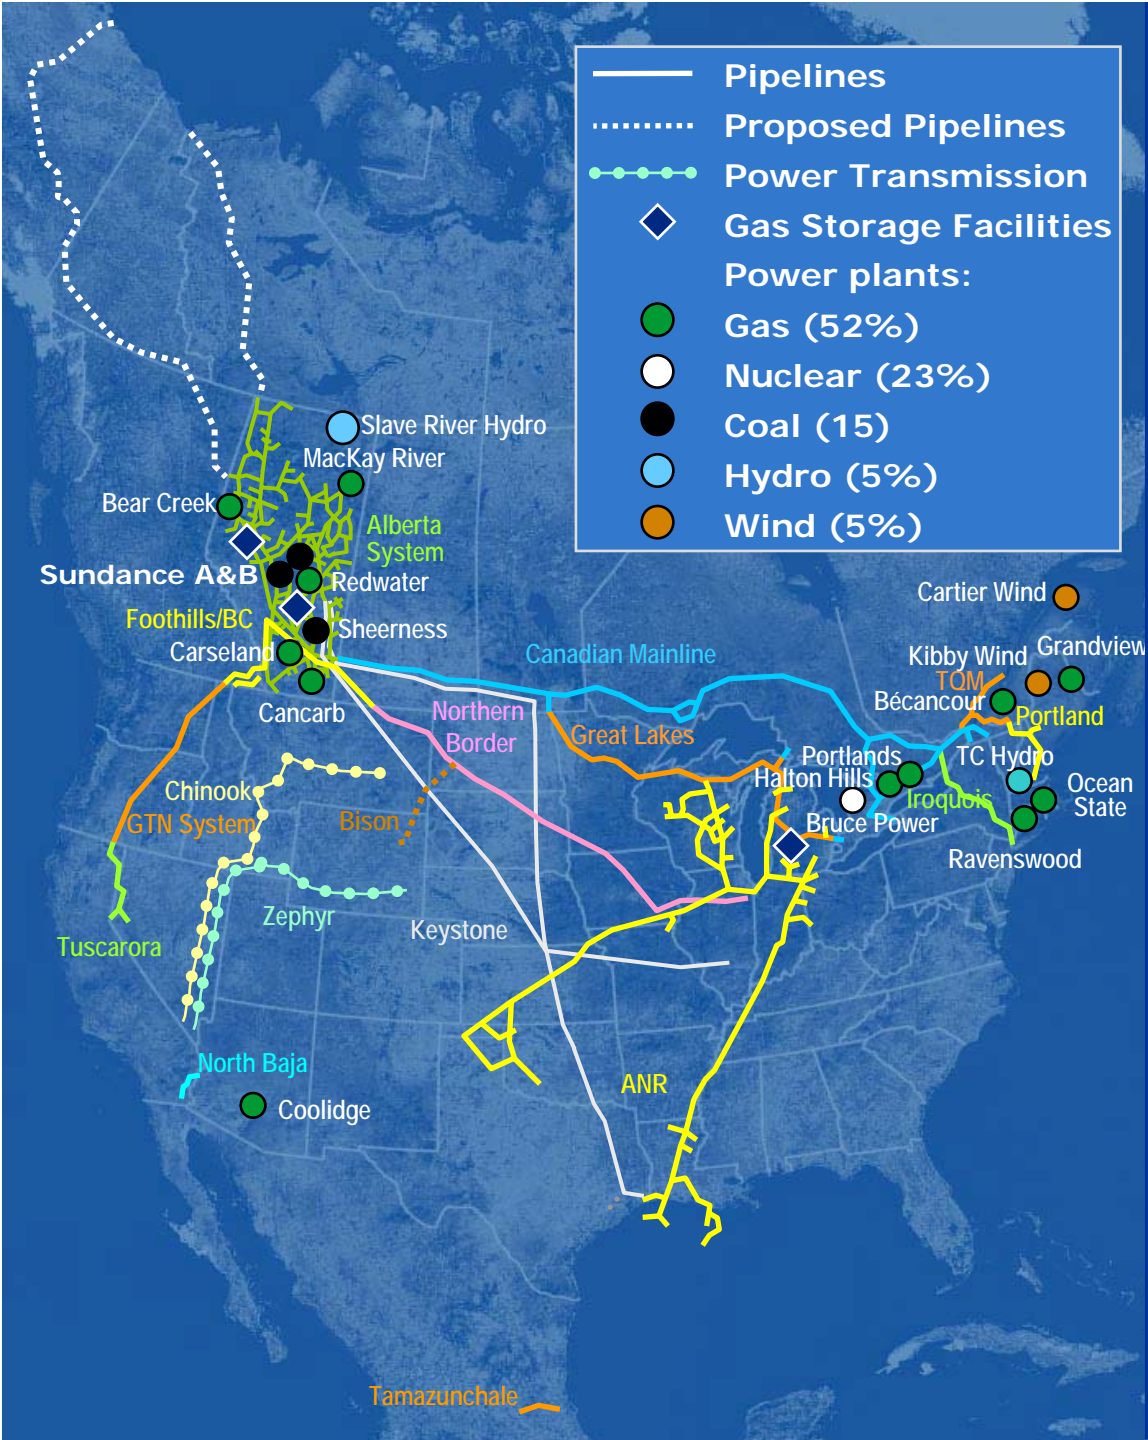 Pipelines
Proposed Pipelines
Power Transmission
Gas Storage Facilities
Power plants:
Gas (52%)
Nuclear (23%)
Coal (15)
Hydro (5%)
Wind (5%)
Slave River Hydro
MacKay River
Bear Creek
Alberta
System
Sundance A&B
Redwater
Foothills/BC
Sheerness
Carseland
Cancarb
Cartier Wind
Canadian Mainline
Kibby Wind
Grandview
TQM
Bécancour
Portland
Northern
Border
Great Lakes
Portlands
TC Hydro
Halton Hills
Ocean
State
Chinook
Iroquois
GTN System
Bison
Bruce Power
Ravenswood
Zephyr
Keystone
Tuscarora
North Baja
ANR
Coolidge
Tamazunchale